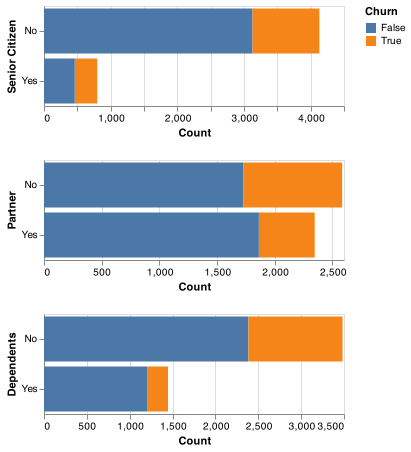 Churn
False
True
Senior Citizen
No
Yes
0 1,000 2,000 3,000 4,000
Count
Partner
No
Yes
0 500 1,000 1,500 2,000 2,500
Count
Dependents
No
Yes
0 500 1,000 1,500 2,000 2,500 3,000 3,500
Count